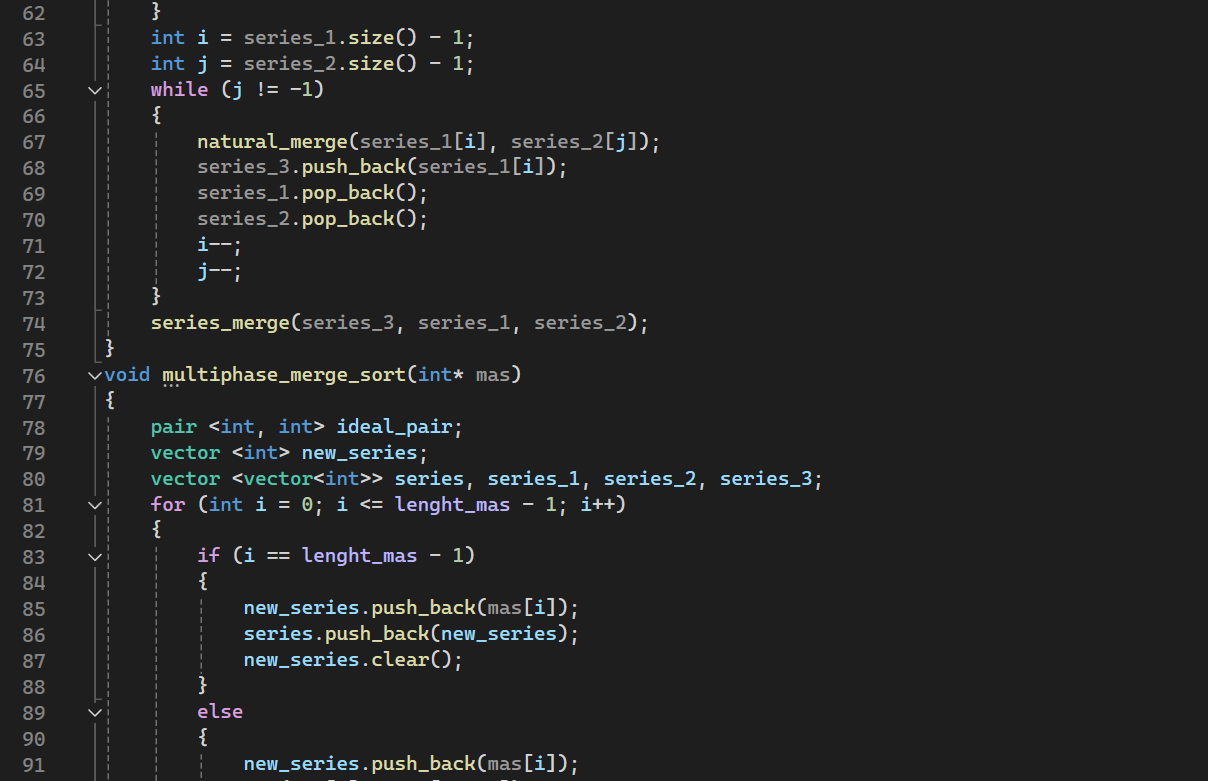 62 }
63 int i = series_1.size() - 1;
64 int j = series_2.size() - 1;
65 while (j != -1)
66 {
67 natural_merge(series_1[i], series_2[j]);
68 series_3.push_back(series_1[i]);
69 series_1.pop_back();
70 series_2.pop_back();
71 i--;
72 j--;
73 }
74 series_merge(series_3, series_1, series_2);
75 }
76 void multiphase_merge_sort(int* mas)
77 {
78 pair <int, int> ideal_pair;
79 vector <int> new_series;
80 vector <vector<int>> series, series_1, series_2, series_3;
81 for (int i = 0; i <= lenght_mas - 1; i++)
82 {
83 if (i == lenght_mas - 1)
84 {
85 new_series.push_back(mas[i]);
86 series.push_back(new_series);
87 new_series.clear();
88 }
89 else
90 {
91 new_series.push_back(mas[i]);